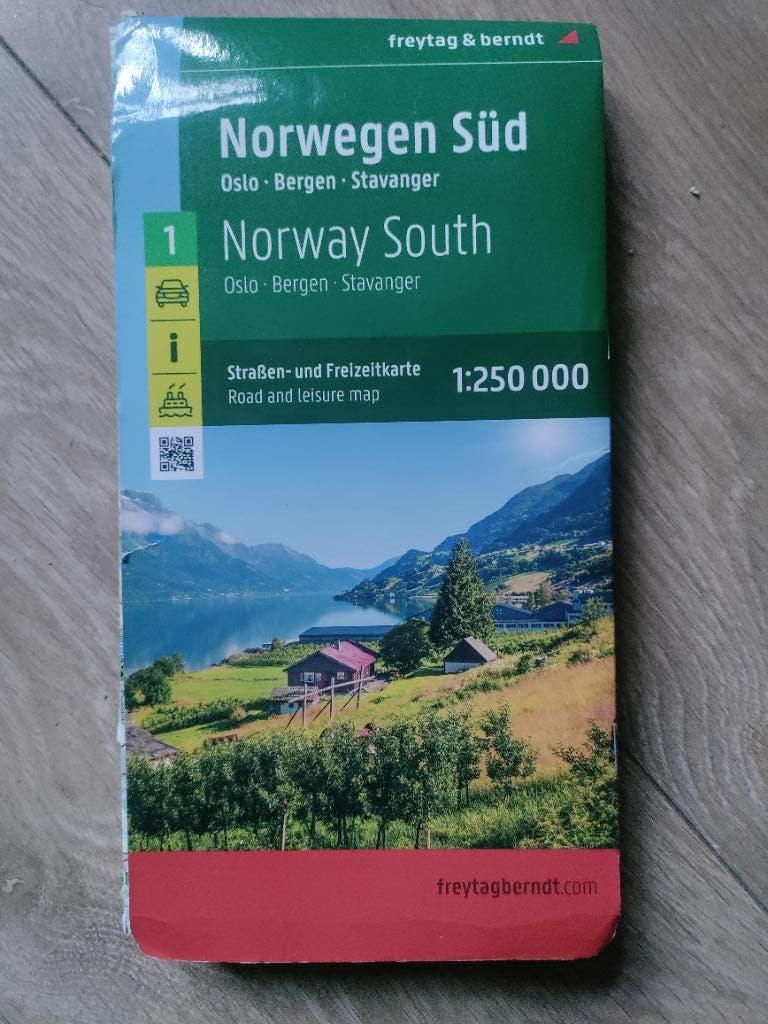 freytag & berndt
Norwegen Süd
Oslo · Bergen · Stavanger
Norway South
Oslo · Bergen · Stavanger
1
i
Straßen- und Freizeitkarte
Road and leisure map
1:250 000
freytagberndt.com